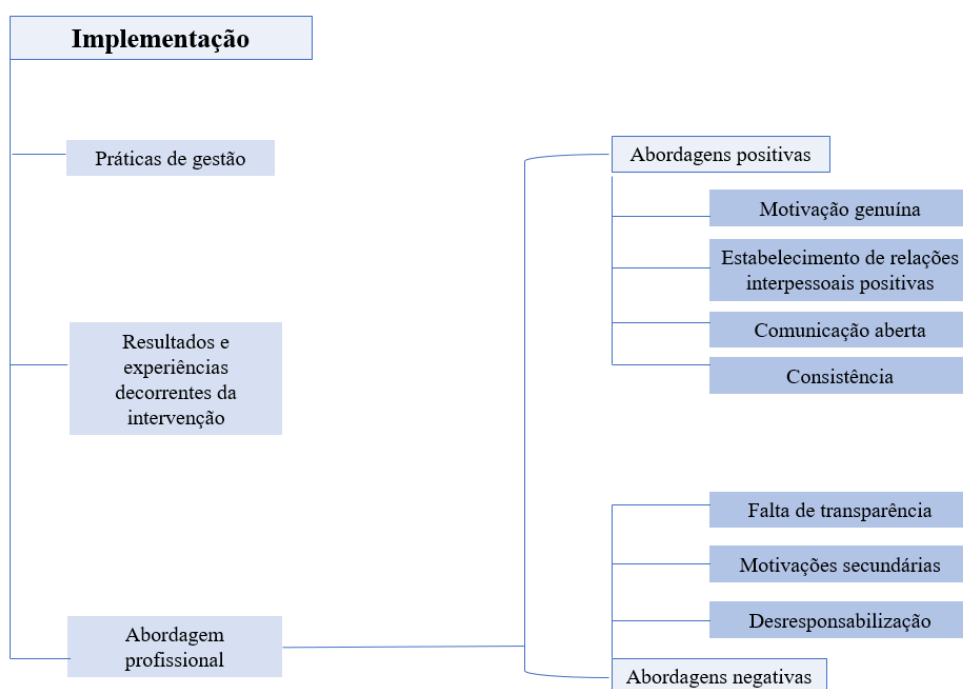 Implementação
Práticas de gestão
Resultados e
experiências
decorrentes da
intervenção
Abordagem
profissional
Abordagens positivas
Motivação genuína
Estabelecimento de relações
interpessoais positivas
Comunicação aberta
Consistência
Falta de transparência
Motivações secundárias
Desresponsabilização
Abordagens negativas